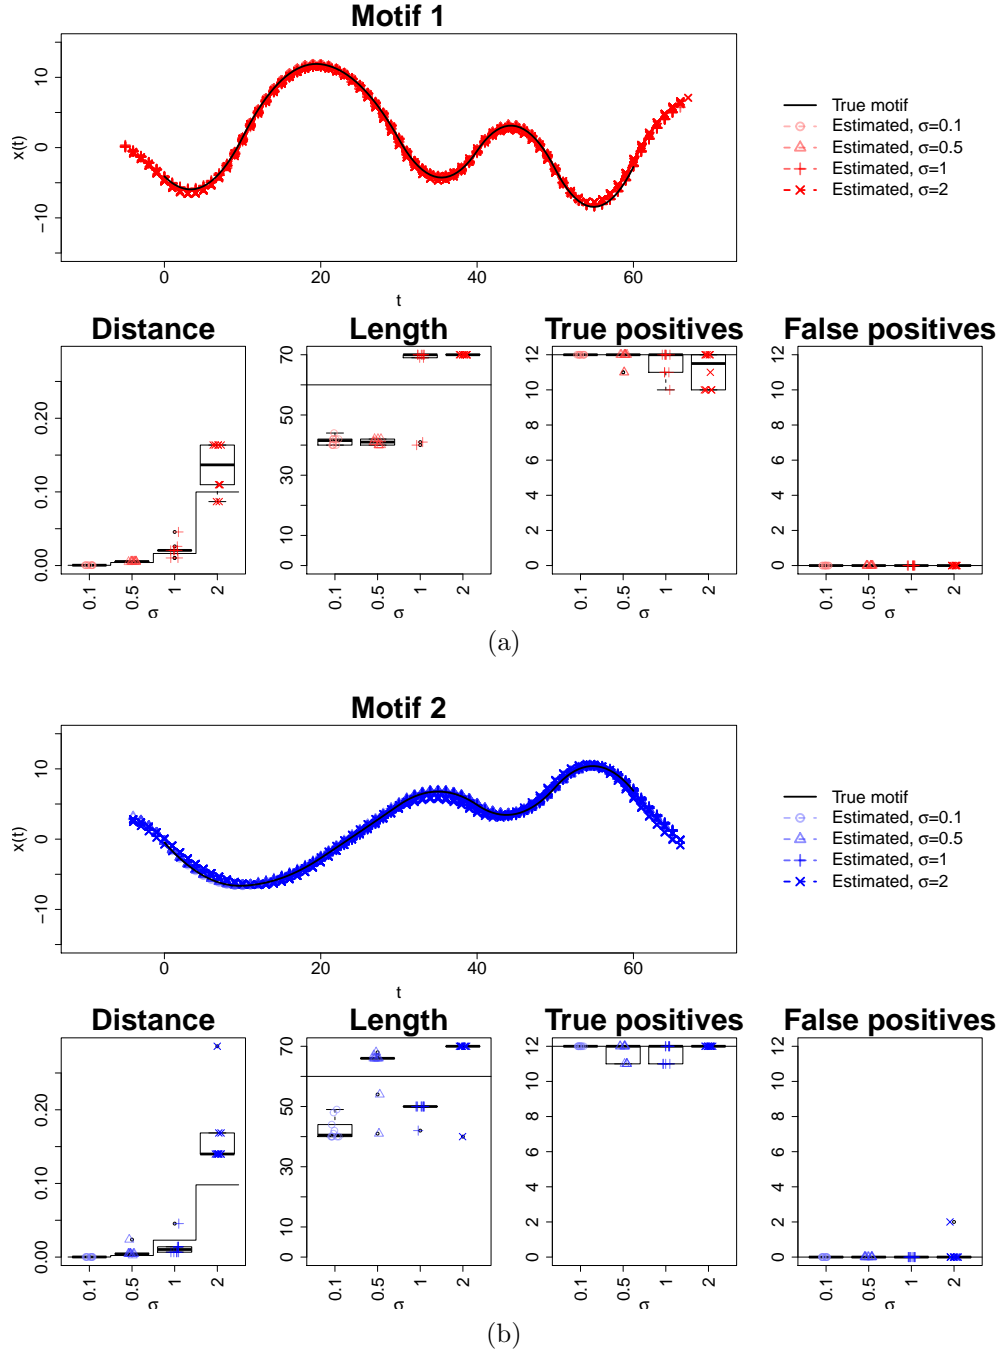 Motif 1
x(t)
10
0
−10
0
20
40
60
t
True motif
Estimated, σ=0.1
Estimated, σ=0.5
Estimated, σ=1
Estimated, σ=2
Distance
Length
True positives
False positives
0.00
0.10
0.20
0.1
0.5
1
2
σ
0
10
30
50
70
0.1
0.5
1
2
σ
0
2
4
6
8
10
12
0.1
0.5
1
2
σ
0
2
4
6
8
10
12
0.1
0.5
1
2
σ
(a)
Motif 2
x(t)
10
0
−10
0
20
40
60
t
True motif
Estimated, σ=0.1
Estimated, σ=0.5
Estimated, σ=1
Estimated, σ=2
Distance
Length
True positives
False positives
0.00
0.10
0.20
0.1
0.5
1
2
σ
0
10
30
50
70
0.1
0.5
1
2
σ
0
2
4
6
8
10
12
0.1
0.5
1
2
σ
0
2
4
6
8
10
12
0.1
0.5
1
2
σ
(b)